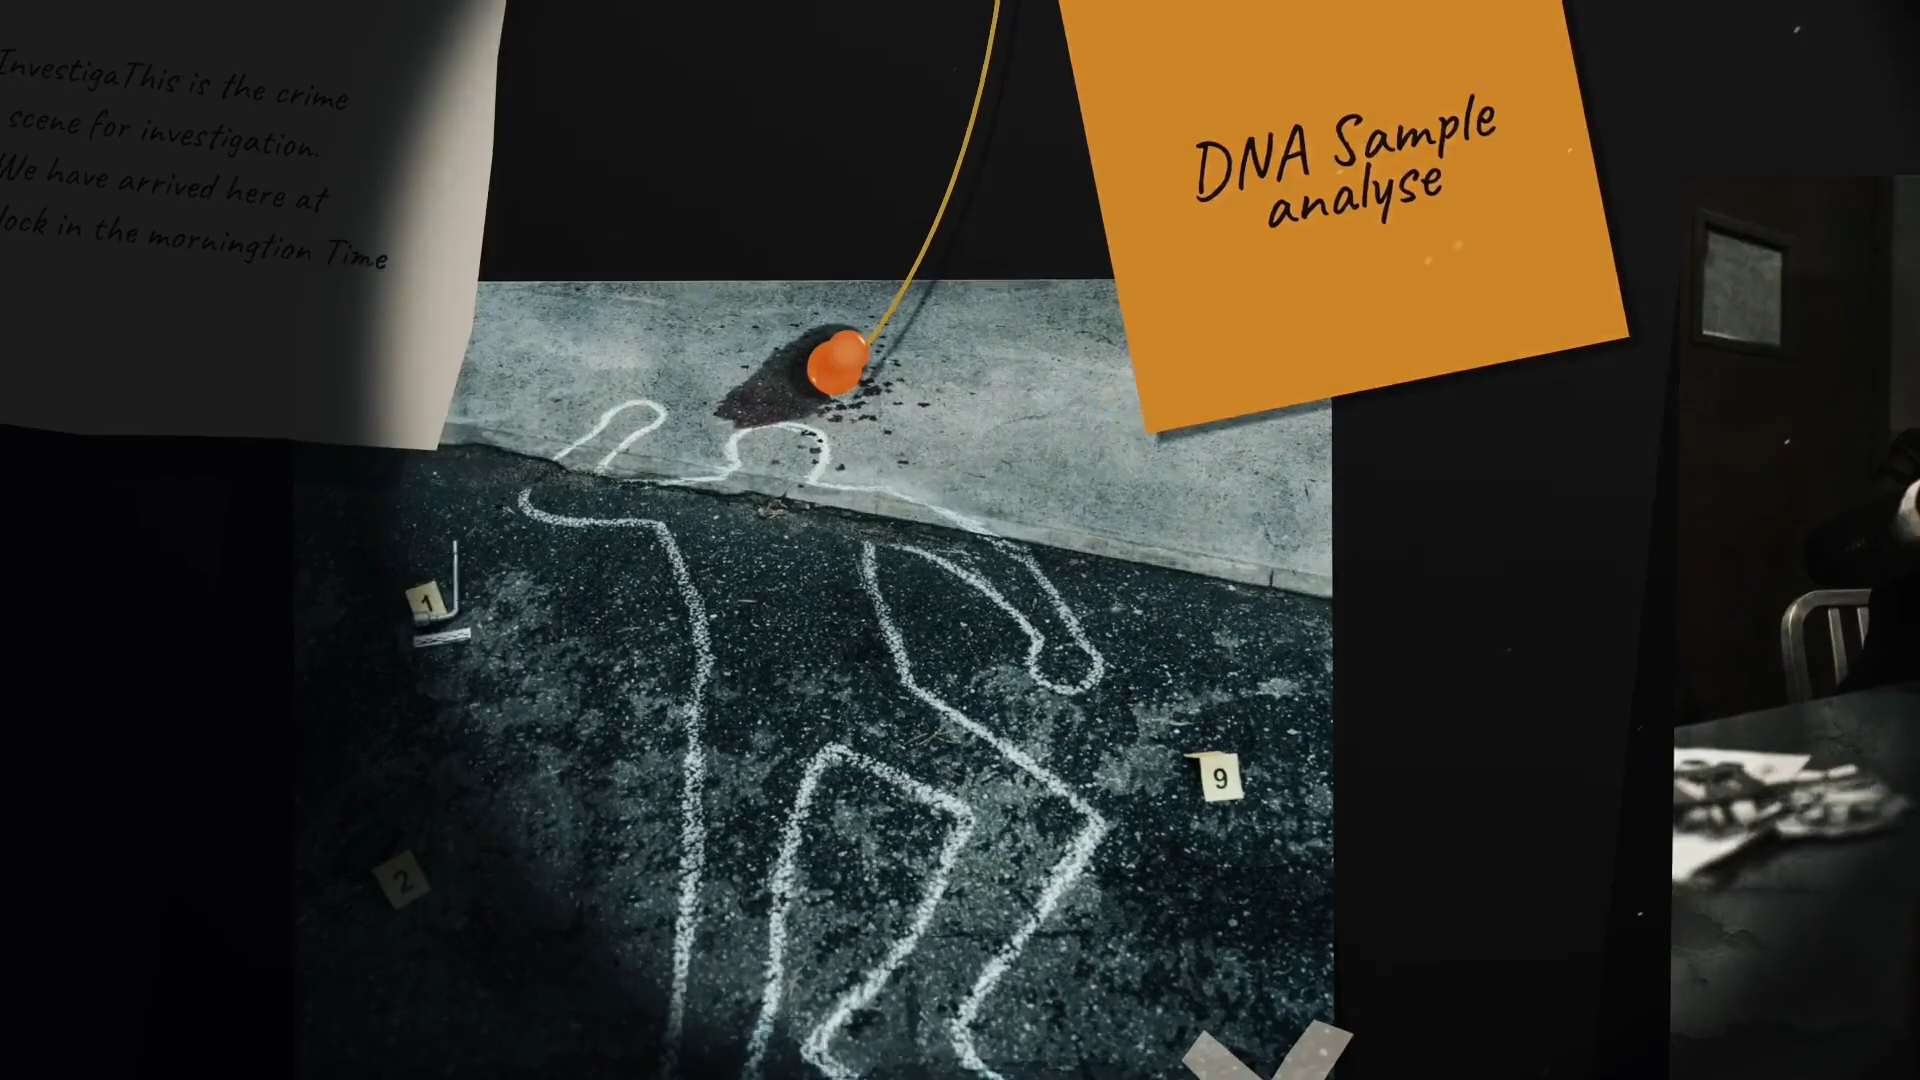 InvestigaThis is the crime
scene for investigation.
We have arrived here at
lock in the morningtion Time
DNA Sample
analyse
1
9
2